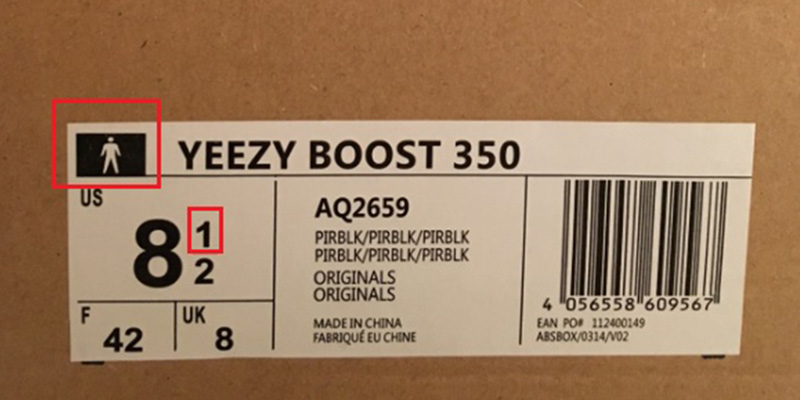 YEEZY BOOST 350
US
8 1
2
F
42
UK
8
AQ2659
PIRBLK/PIRBLK/PIRBLK
PIRBLK/PIRBLK/PIRBLK
ORIGINALS
ORIGINALS
MADE IN CHINA
FABRIQUÉ EU CHINE
4 056558 609567
EAN PO# 112400149
ABSBOX/0314/V02